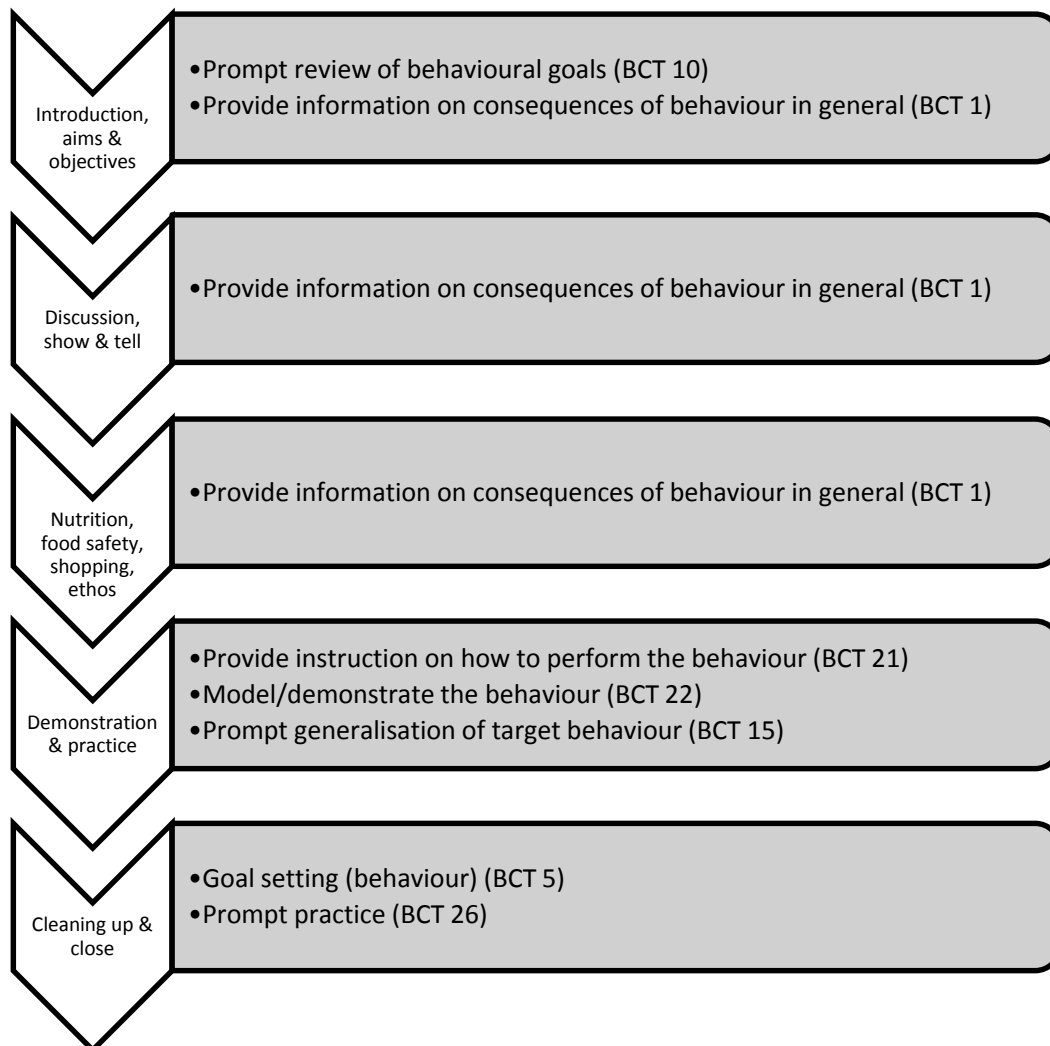 Introduction,
aims &
objectives
•Prompt review of behavioural goals (BCT 10)
•Provide information on consequences of behaviour in general (BCT 1)
Discussion,
show & tell
•Provide information on consequences of behaviour in general (BCT 1)
Nutrition,
food safety,
shopping,
ethos
•Provide information on consequences of behaviour in general (BCT 1)
Demonstration
& practice
•Provide instruction on how to perform the behaviour (BCT 21)
•Model/demonstrate the behaviour (BCT 22)
•Prompt generalisation of target behaviour (BCT 15)
Cleaning up &
close
•Goal setting (behaviour) (BCT 5)
•Prompt practice (BCT 26)